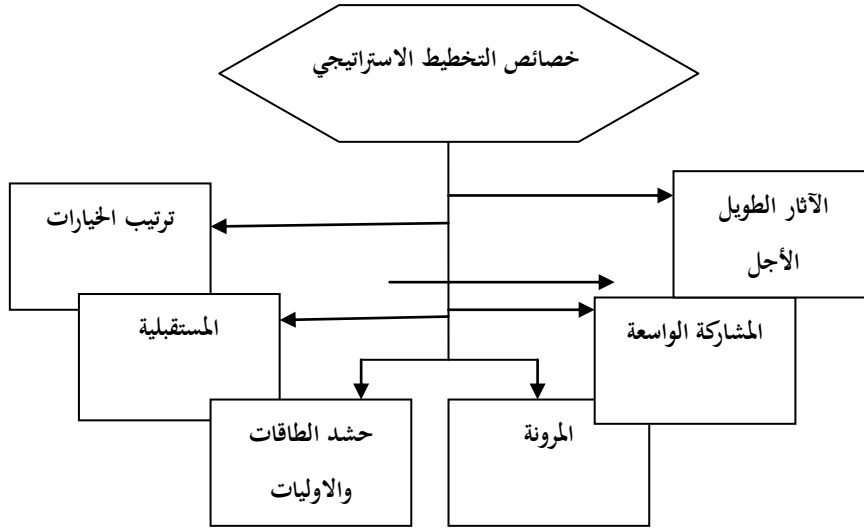 خصائص التخطيط الاستراتيجي
الآثار الطويل
الأجل
ترتيب الخيارات
المشاركة الواسعة
المستقبلية
المرونة
حشد الطاقات
والاوليات